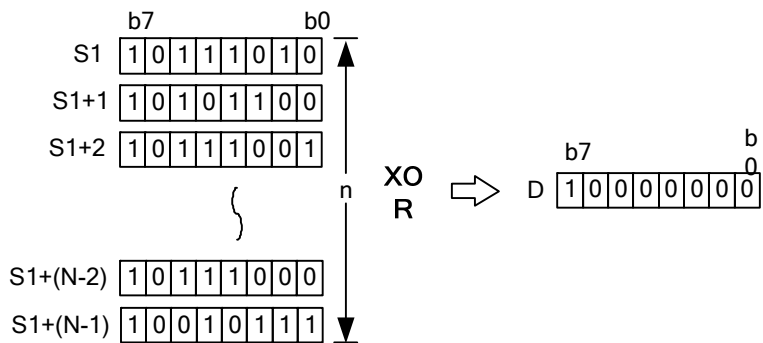 b7 b0
S1 1 0 1 1 1 0 1 0
S1+1 1 0 1 0 1 1 0 0
S1+2 1 0 1 1 1 0 0 1
n
XO
R
b7 b
0
D 1 0 0 0 0 0 0 0
S1+(N-2) 1 0 1 1 1 0 0 0
S1+(N-1) 1 0 0 1 0 1 1 1